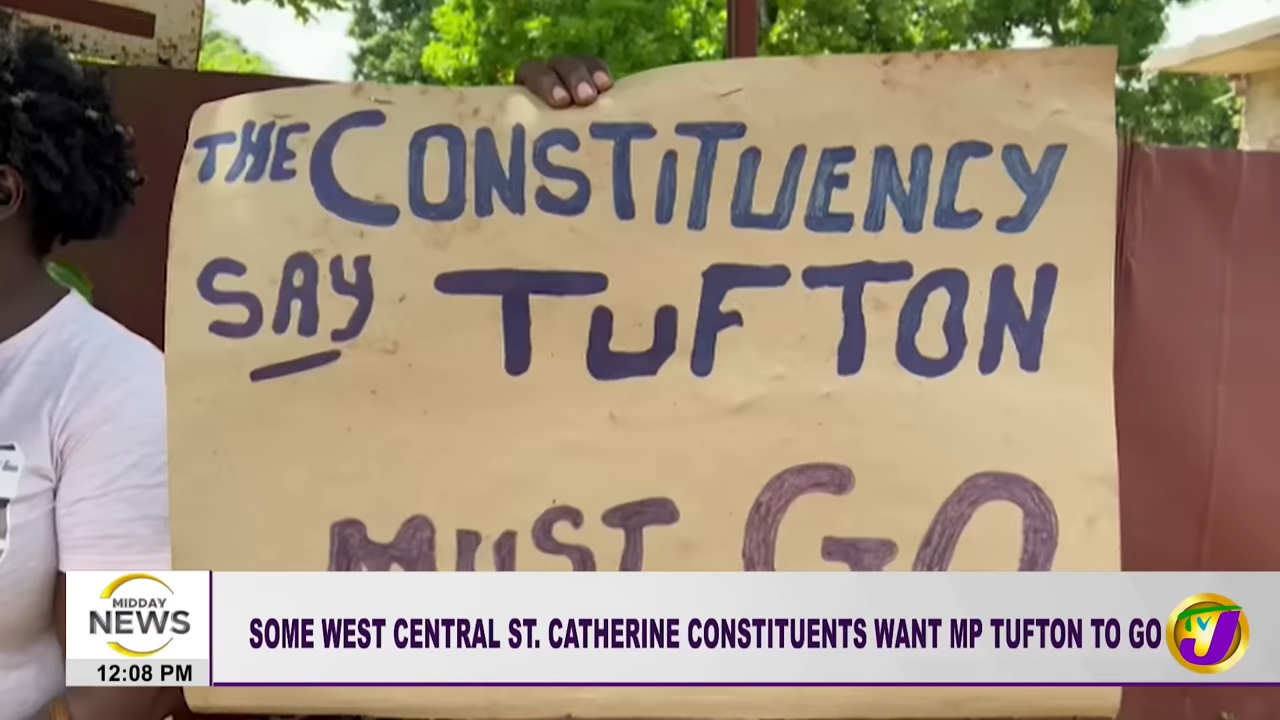 THE CONSTITUENCY
SAY TUFTON
MUST GO
MIDDAY
NEWS
12:08 PM
SOME WEST CENTRAL ST. CATHERINE CONSTITUENTS WANT MP TUFTON TO GO
TVJ